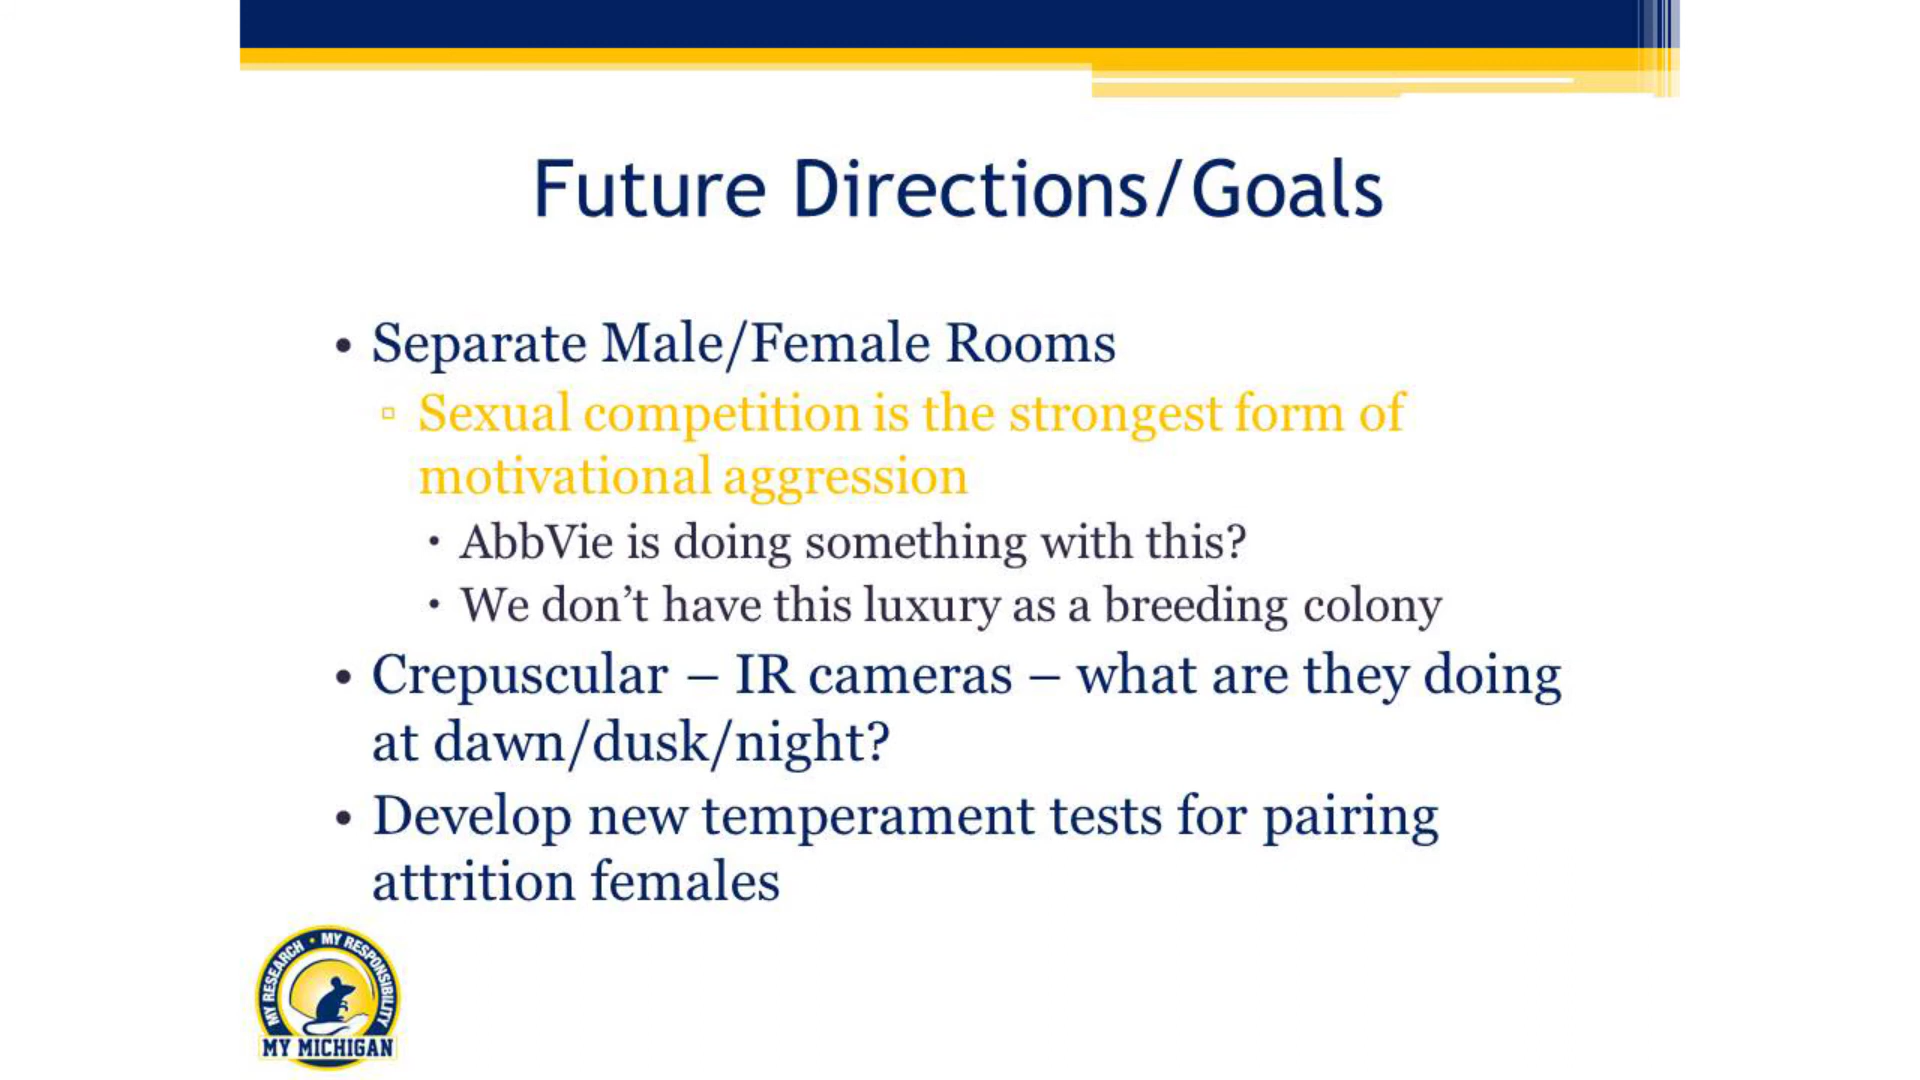 Future Directions/Goals
• Separate Male/Female Rooms
▫ Sexual competition is the strongest form of
motivational aggression
▪ AbbVie is doing something with this?
▪ We don’t have this luxury as a breeding colony
• Crepuscular – IR cameras – what are they doing
at dawn/dusk/night?
• Develop new temperament tests for pairing
attrition females
MY RESEARCH • MY RESPONSIBILITY
MY MICHIGAN